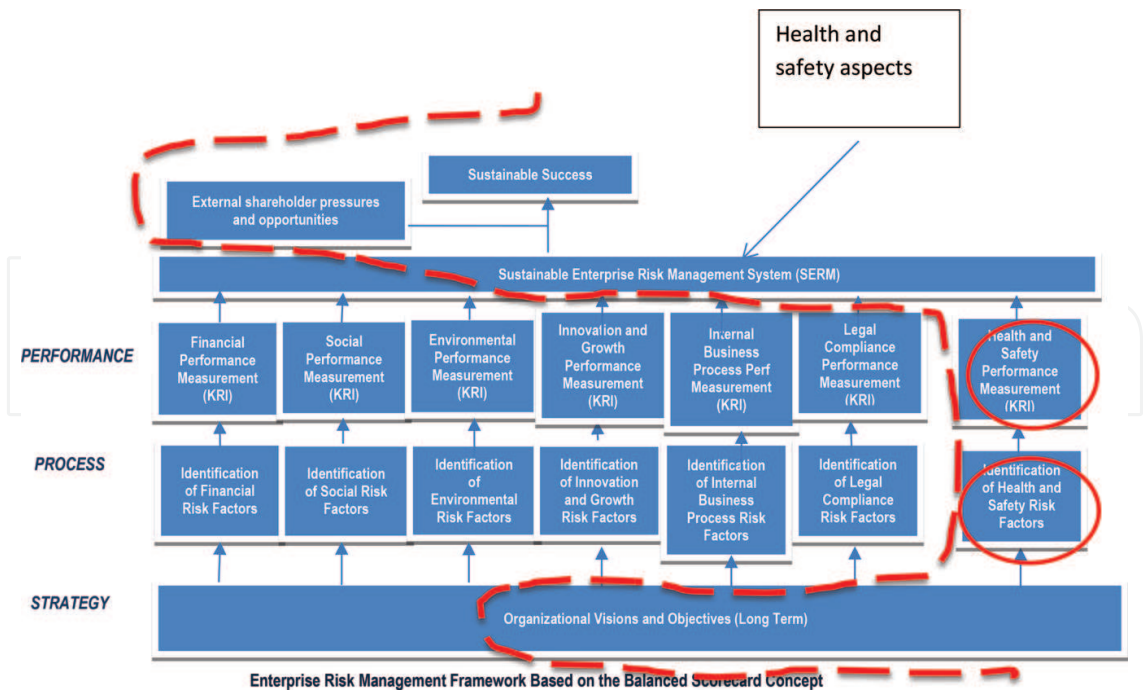 Health and
safety aspects
Sustainable Success
External shareholder pressures
and opportunities
Sustainable Enterprise Risk Management System (SERM)
PERFORMANCE
Financial
Performance
Measurement
(KRI)
Social
Performance
Measurement
(KRI)
Environmental
Performance
Measurement
(KRI)
Innovation and
Growth
Performance
Measurement
(KRI)
Internal
Business
Process Perf
Measurement
(KRI)
Legal
Compliance
Performance
Measurement
(KRI)
Health and
Safety
Performance
Measurement
(KRI)
PROCESS
Identification
of Financial
Risk Factors
Identification
of Social Risk
Factors
Identification
of
Environmental
Risk Factors
Identification
of Innovation
and Growth
Risk Factors
Identification
of Internal
Business
Process Risk
Factors
Identification
of Legal
Compliance
Risk Factors
Identification
of Health and
Safety Risk
Factors
STRATEGY
Organizational Visions and Objectives (Long Term)
Enterprise Risk Management Framework Based on the Balanced Scorecard Concept